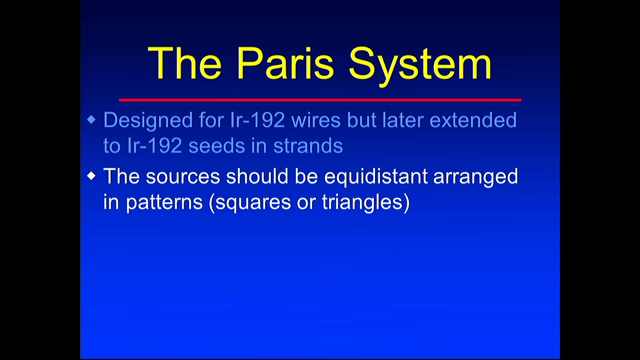 The Paris System
Designed for Ir-192 wires but later extended
to Ir-192 seeds in strands
The sources should be equidistant arranged
in patterns (squares or triangles)